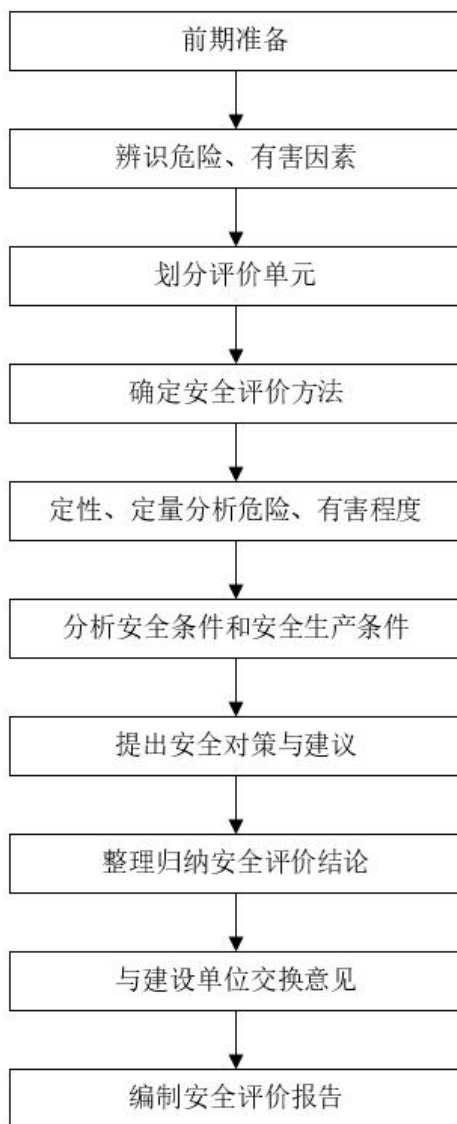 前期准备
辨识危险、有害因素
划分评价单元
确定安全评价方法
定性、定量分析危险、有害程度
分析安全条件和安全生产条件
提出安全对策与建议
整理归纳安全评价结论
与建设单位交换意见
编制安全评价报告